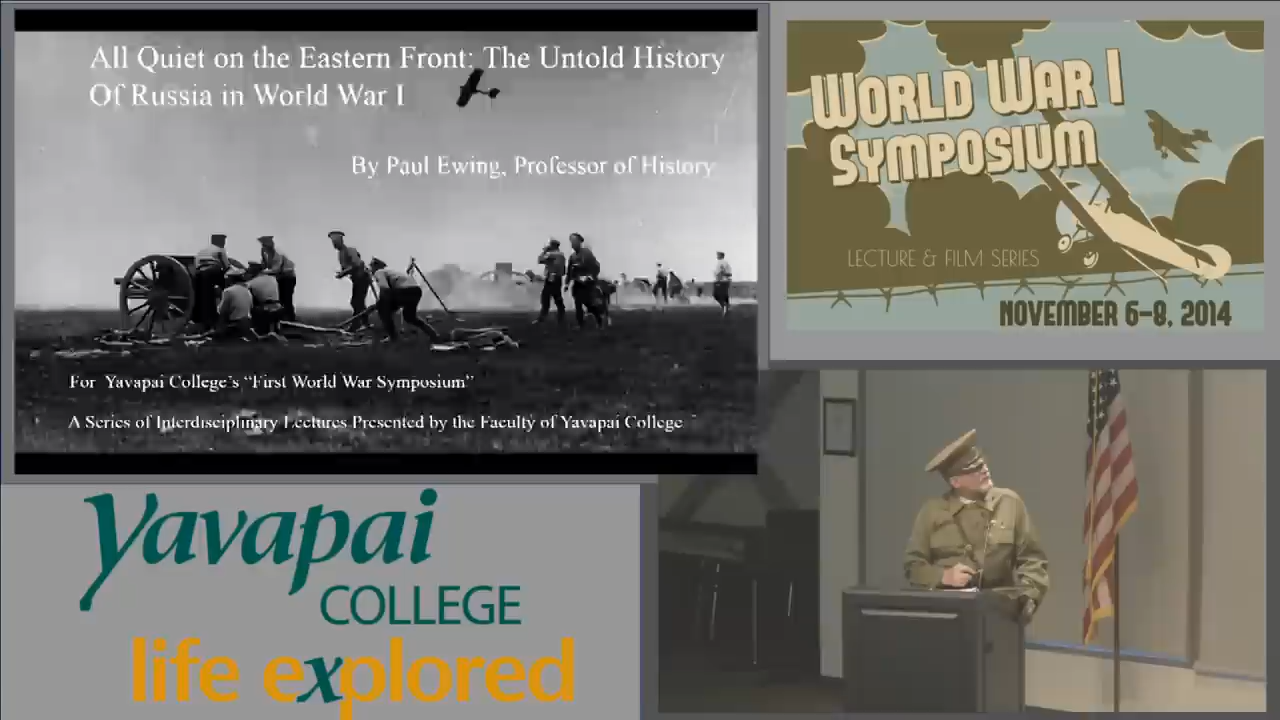 All Quiet on the Eastern Front: The Untold History
Of Russia in World War I
By Paul Ewing, Professor of History
For Yavapai College's "First World War Symposium"
A Series of Interdisciplinary Lectures Presented by the Faculty of Yavapai College
WORLD WAR I
SYMPOSIUM
LECTURE & FILM SERIES
NOVEMBER 6-8, 2014
yavapai
COLLEGE
life explored